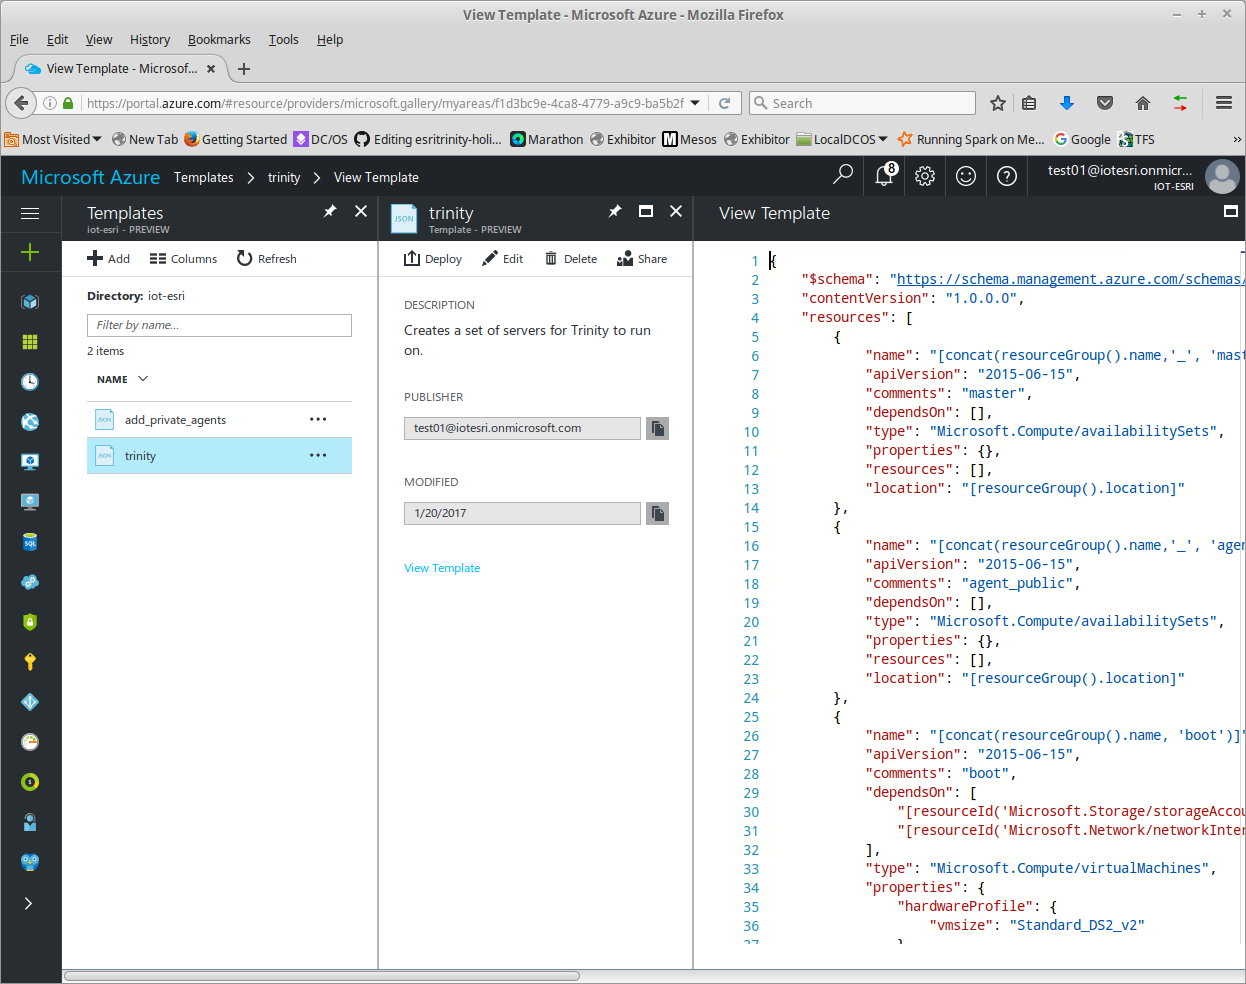 View Template - Microsoft Azure - Mozilla Firefox
File Edit View History Bookmarks Tools Help
View Template - Microsof...
https://portal.azure.com/#resource/providers/microsoft.gallery/myareas/f1d3bc9e-4ca8-4779-a9c9-ba5b2f
Search
Most Visited New Tab Getting Started DC/OS Editing esritrinity-holi... Marathon Exhibitor Mesos Exhibitor LocalDCOS Running Spark on Me... Google TFS
Microsoft Azure Templates trinity View Template
8
test01@iotesri.onmicr...
IOT-ESRI
Templates
iot-esri - PREVIEW
Add Columns Refresh
Directory: iot-esri
Filter by name...
2 items
NAME
JSON add_private_agents
JSON trinity
SQL
JSON
trinity
Template - PREVIEW
Deploy Edit Delete Share
DESCRIPTION
Creates a set of servers for Trinity to run
on.
PUBLISHER
test01@iotesri.onmicrosoft.com
MODIFIED
1/20/2017
View Template
View Template
1 {
2 "$schema": "https://schema.management.azure.com/schemas/
3 "contentVersion": "1.0.0.0",
4 "resources": [
5 {
6 "name": "[concat(resourceGroup().name,'_', 'mast
7 "apiVersion": "2015-06-15",
8 "comments": "master",
9 "dependsOn": [],
10 "type": "Microsoft.Compute/availabilitySets",
11 "properties": {},
12 "resources": [],
13 "location": "[resourceGroup().location]"
14 },
15 {
16 "name": "[concat(resourceGroup().name,'_', 'agen
17 "apiVersion": "2015-06-15",
18 "comments": "agent_public",
19 "dependsOn": [],
20 "type": "Microsoft.Compute/availabilitySets",
21 "properties": {},
22 "resources": [],
23 "location": "[resourceGroup().location]"
24 },
25 {
26 "name": "[concat(resourceGroup().name, 'boot')]"
27 "apiVersion": "2015-06-15",
28 "comments": "boot",
29 "dependsOn": [
30 "[resourceId('Microsoft.Storage/storageAccou
31 "[resourceId('Microsoft.Network/networkInter
32 ],
33 "type": "Microsoft.Compute/virtualMachines",
34 "properties": {
35 "hardwareProfile": {
36 "vmsize": "Standard_DS2_v2"
37 }